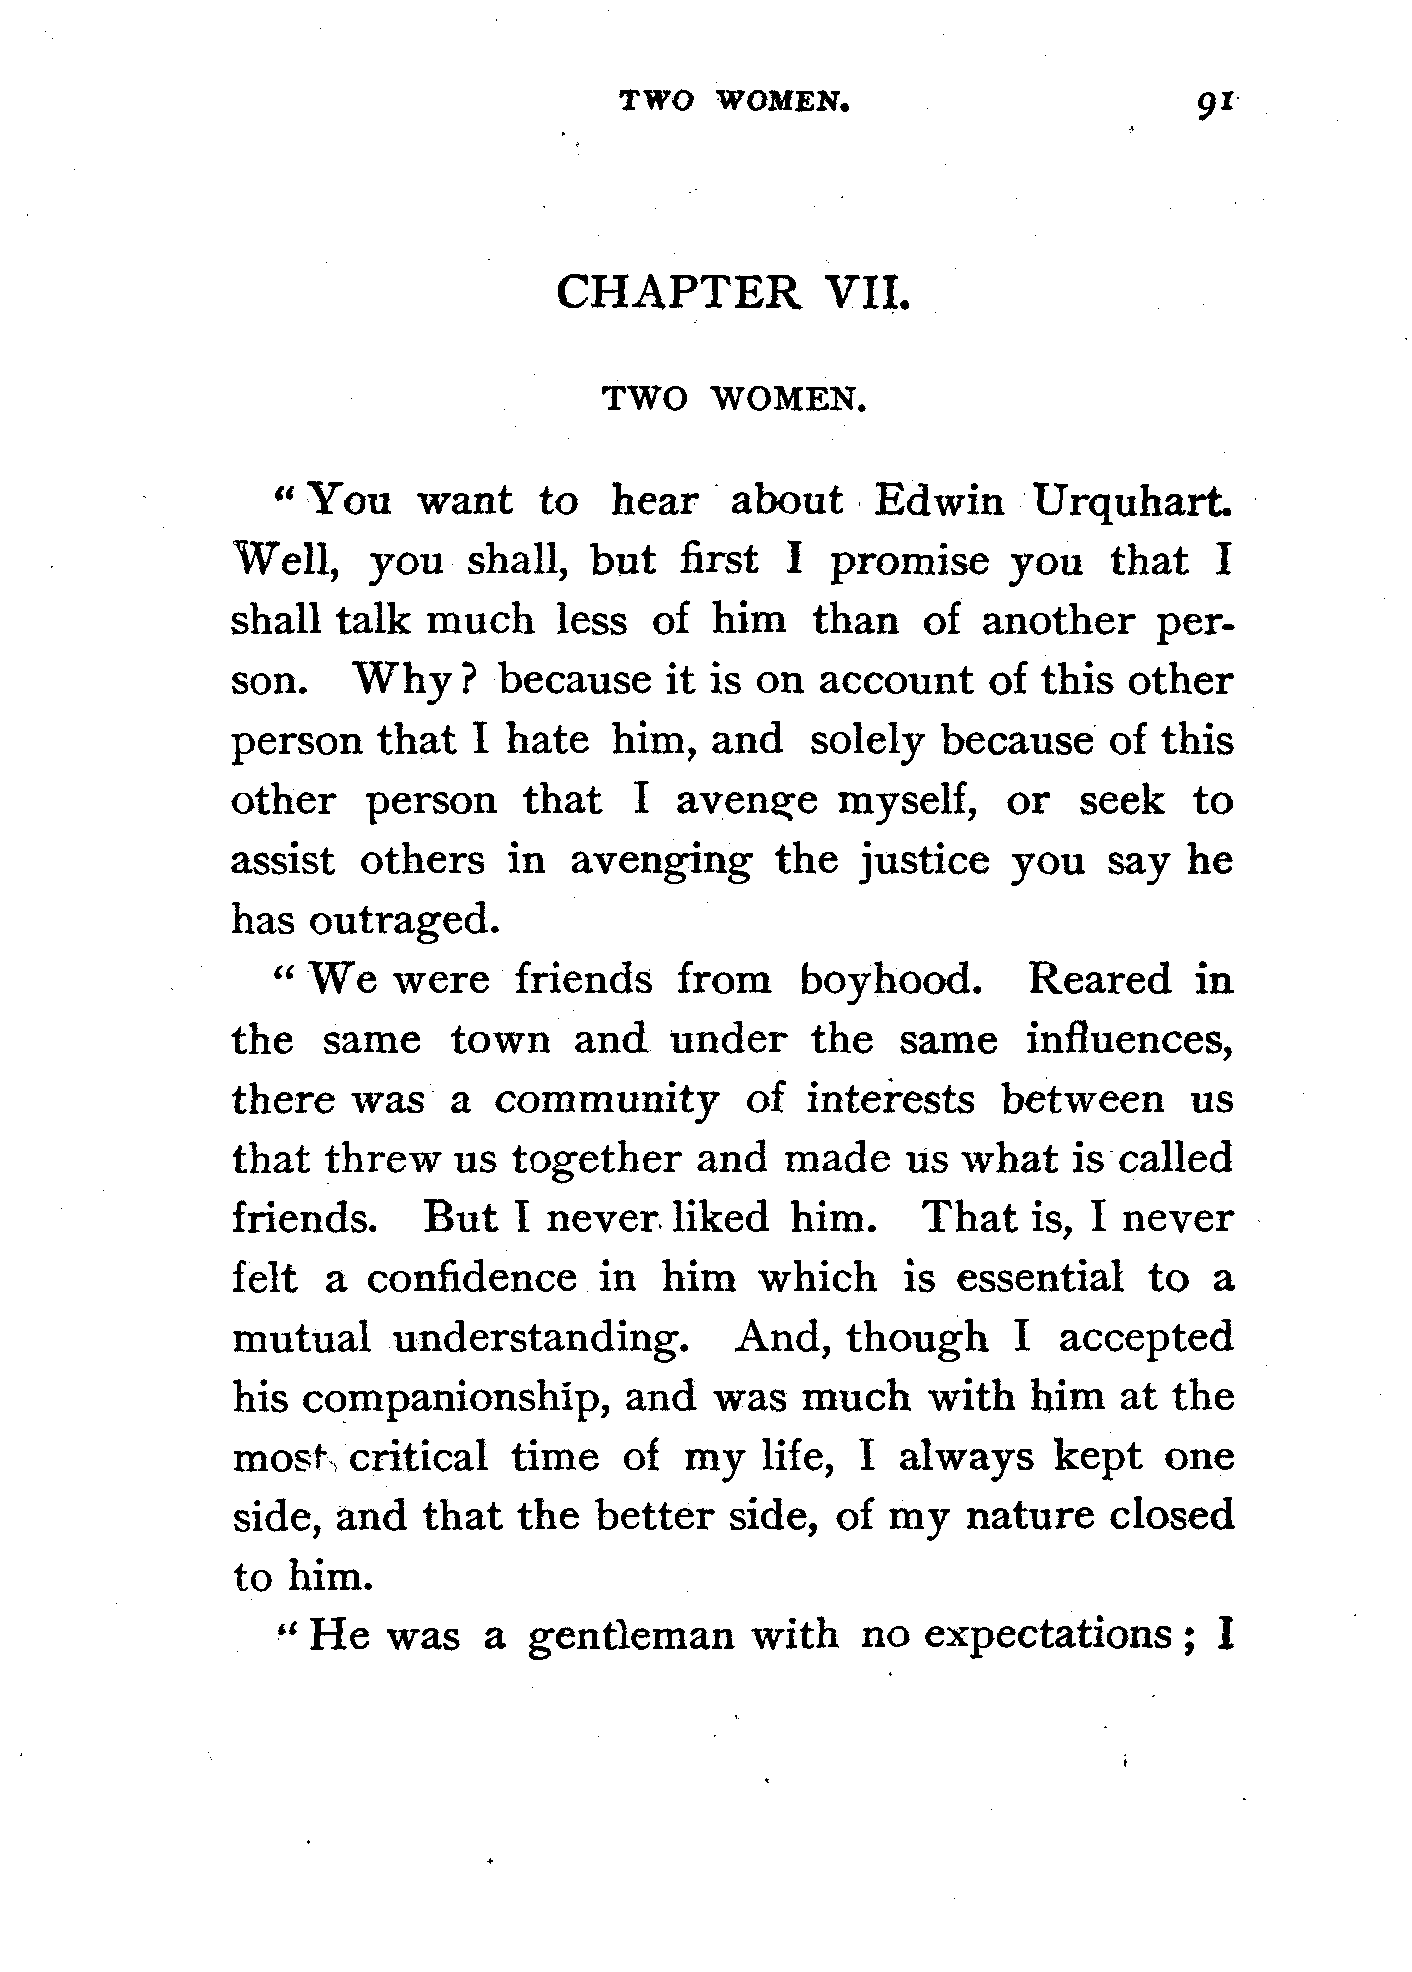 TWO WOMEN. 91
CHAPTER VII.
TWO WOMEN.
“ You want to hear about Edwin Urquhart.
Well, you shall, but first I promise you that I
shall talk much less of him than of another per-
son. Why? because it is on account of this other
person that I hate him, and solely because of this
other person that I avenge myself, or seek to
assist others in avenging the justice you say he
has outraged.
“ We were friends from boyhood. Reared in
the same town and under the same influences,
there was a community of interests between us
that threw us together and made us what is called
friends. But I never liked him. That is, I never
felt a confidence in him which is essential to a
mutual understanding. And, though I accepted
his companionship, and was much with him at the
most critical time of my life, I always kept one
side, and that the better side, of my nature closed
to him.
“ He was a gentleman with no expectations ; I